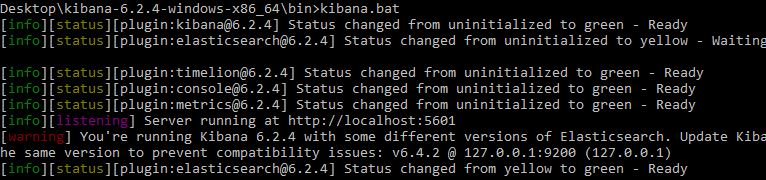 Desktop\kibana-6.2.4-windows-x86_64\bin>kibana.bat
[info][status][plugin:kibana@6.2.4] Status changed from uninitialized to green - Ready
[info][status][plugin:elasticsearch@6.2.4] Status changed from uninitialized to yellow - Waiting
[info][status][plugin:timelion@6.2.4] Status changed from uninitialized to green - Ready
[info][status][plugin:console@6.2.4] Status changed from uninitialized to green - Ready
[info][status][plugin:metrics@6.2.4] Status changed from uninitialized to green - Ready
[info][listening] Server running at http://localhost:5601
[warning] You're running Kibana 6.2.4 with some different versions of Elasticsearch. Update Kiba
he same version to prevent compatibility issues: v6.4.2 @ 127.0.0.1:9200 (127.0.0.1)
[info][status][plugin:elasticsearch@6.2.4] Status changed from yellow to green - Ready